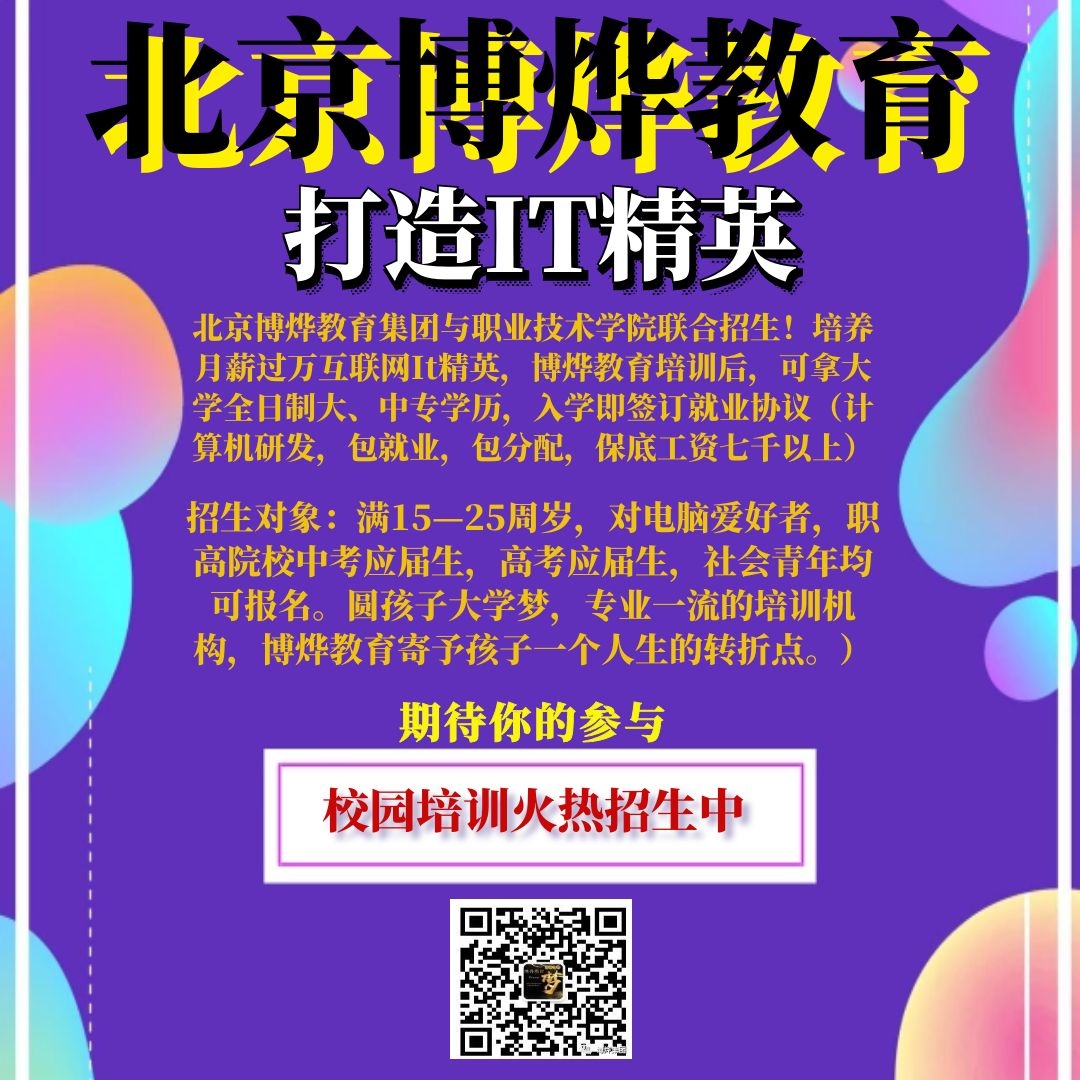 北京博烨教育
打造IT精英
北京博烨教育集团与职业技术学院联合招生！培养
月薪过万互联网It精英，博烨教育培训后，可拿大
学全日制大、中专学历，入学即签订就业协议（计
算机研发，包就业，包分配，保底工资七千以上）
招生对象：满15—25周岁，对电脑爱好者，职
高院校中考应届生，高考应届生，社会青年均
可报名。圆孩子大学梦，专业一流的培训机
构，博烨教育寄予孩子一个人生的转折点。）
期待你的参与
校园培训火热招生中
梦